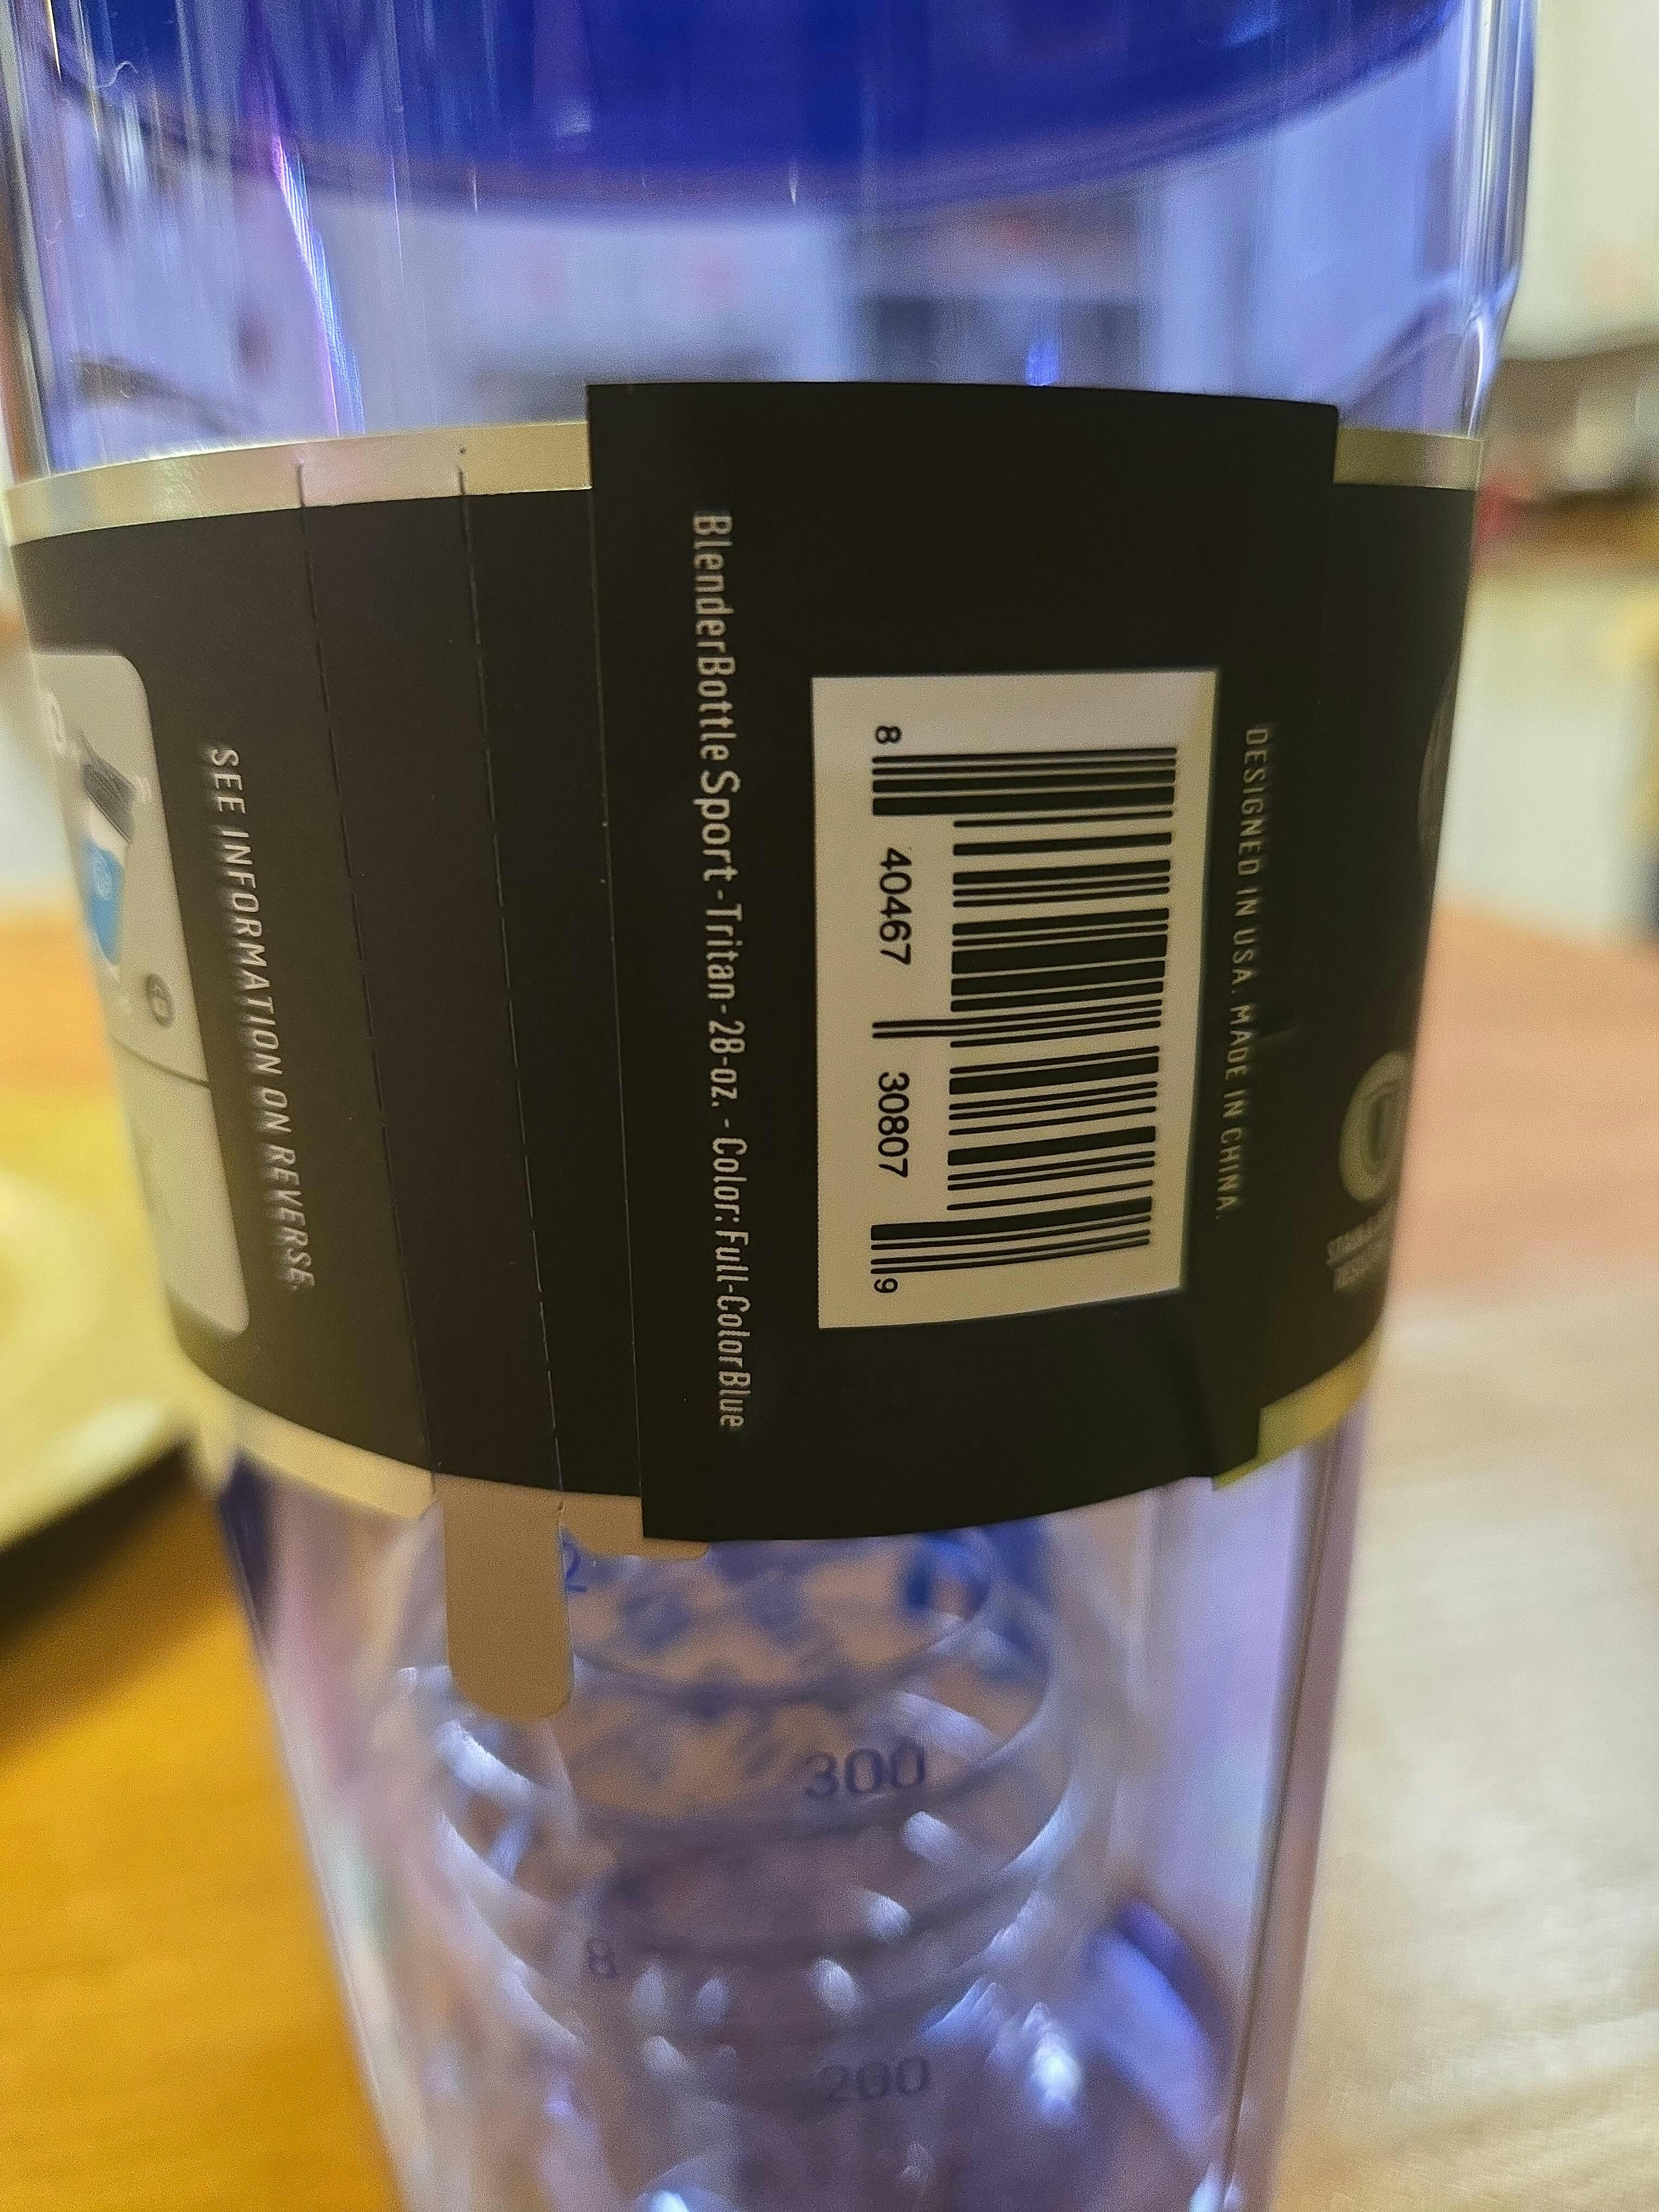 DESIGNED IN USA. MADE IN CHINA.
8 40467 30807 9
BlenderBottle Sport - Tritan - 28-oz. - Color: Full-Color Blue
SEE INFORMATION ON REVERSE.
300
8
200